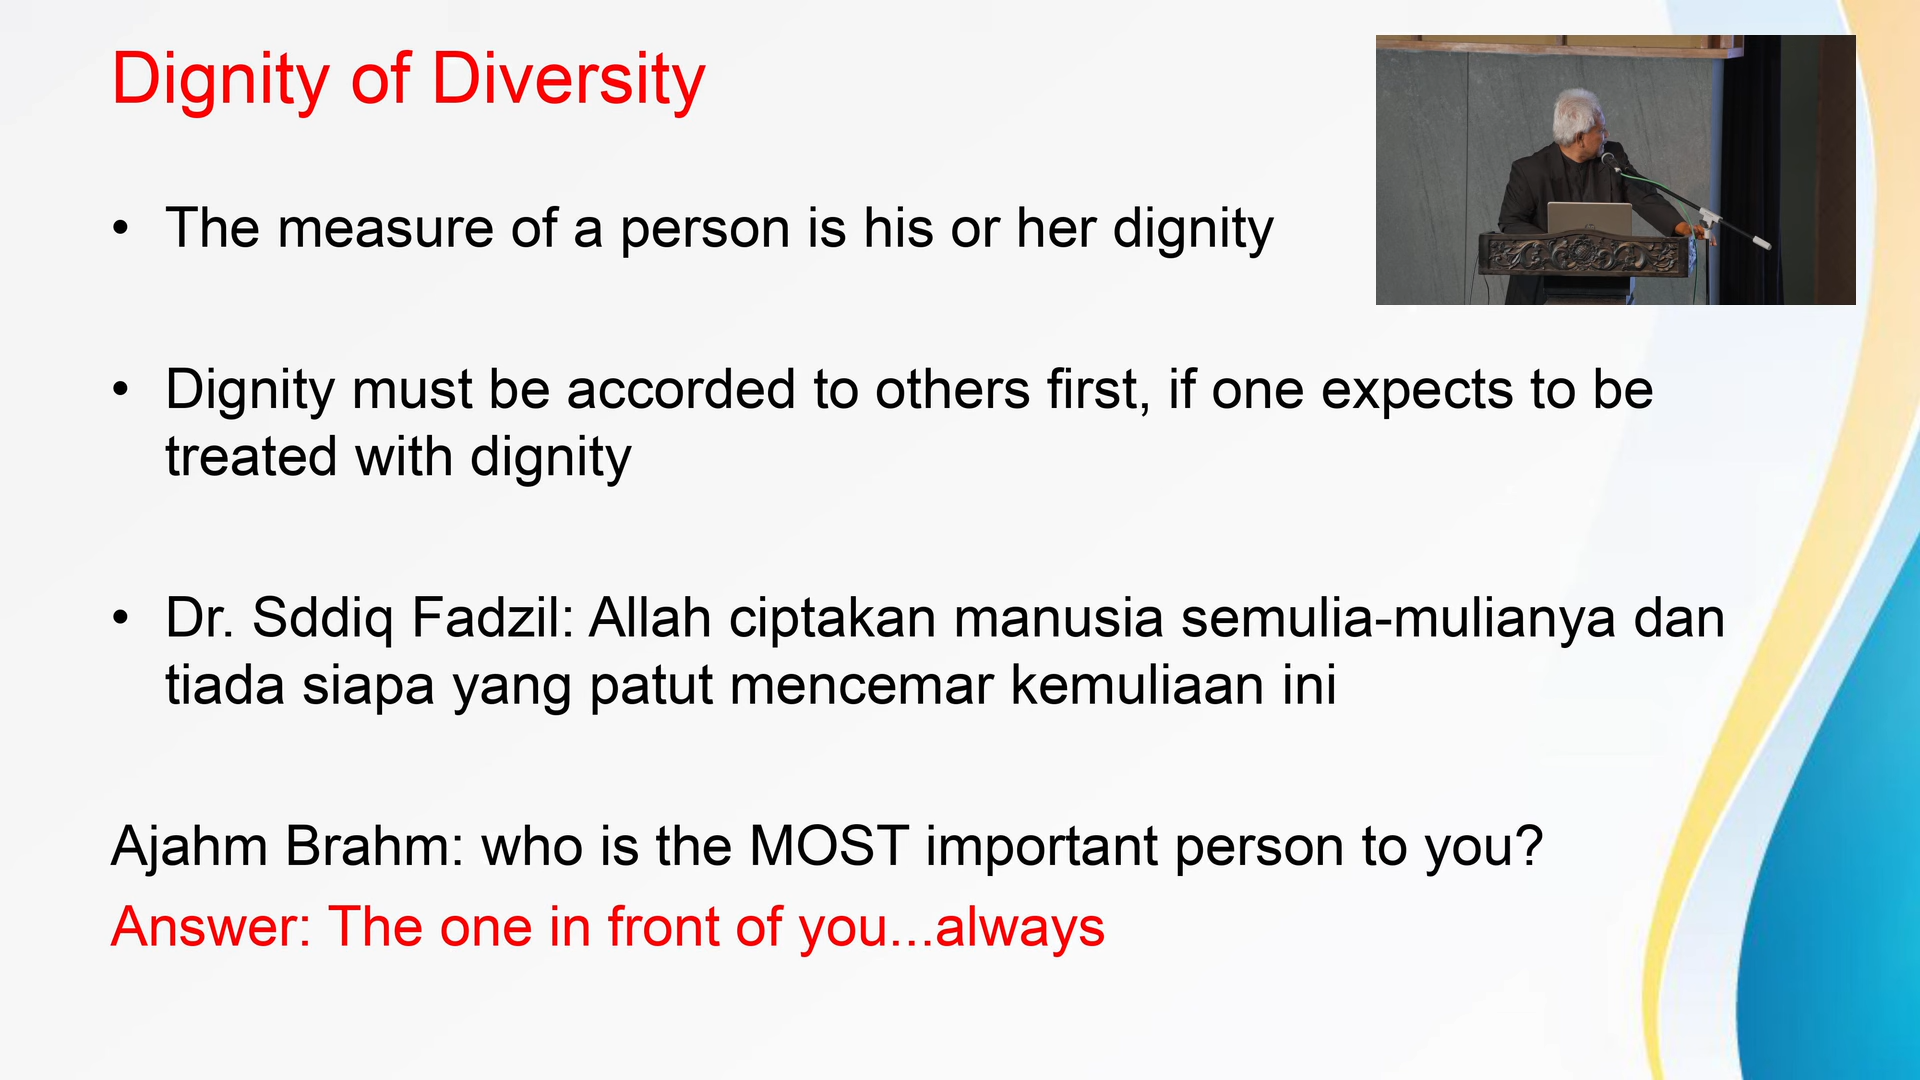 Dignity of Diversity
• The measure of a person is his or her dignity
• Dignity must be accorded to others first, if one expects to be
treated with dignity
• Dr. Sddiq Fadzil: Allah ciptakan manusia semulia-mulianya dan
tiada siapa yang patut mencemar kemuliaan ini
Ajahm Brahm: who is the MOST important person to you?
Answer: The one in front of you...always